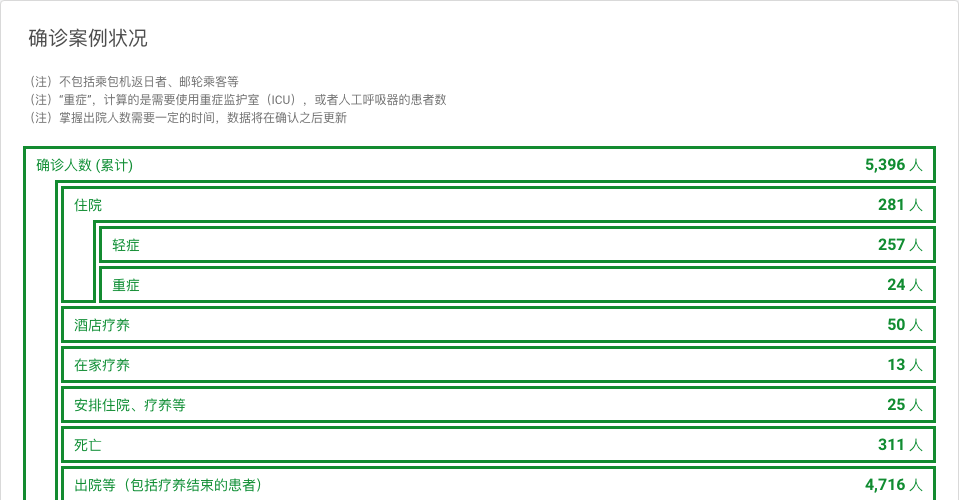 确诊案例状况
（注）不包括乘包机返日者、邮轮乘客等
（注）“重症”，计算的是需要使用重症监护室（ICU），或者人工呼吸器的患者数
（注）掌握出院人数需要一定的时间，数据将在确认之后更新
确诊人数 (累计) 5,396 人
住院 281 人
轻症 257 人
重症 24 人
酒店疗养 50 人
在家疗养 13 人
安排住院、疗养等 25 人
死亡 311 人
出院等（包括疗养结束的患者） 4,716 人